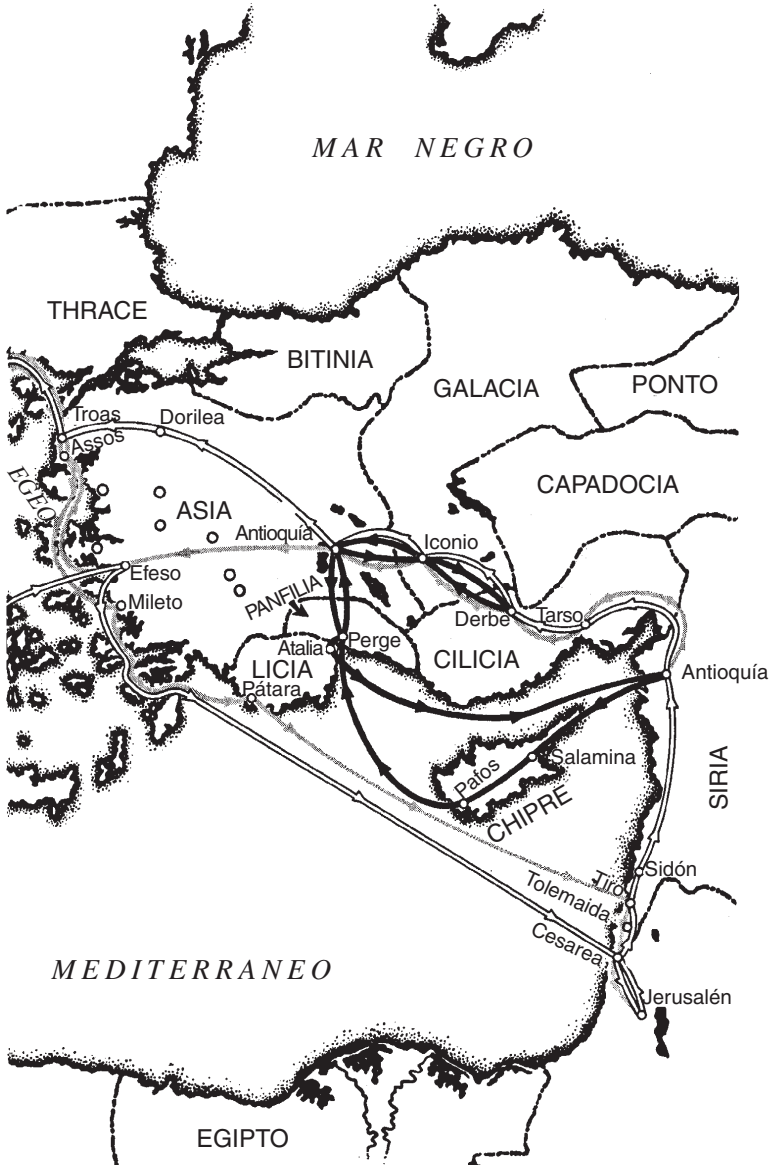 MAR NEGRO
THRACE
BITINIA
GALACIA
PONTO
Troas
Dorilea
Assos
CAPADOCIA
EGEO
ASIA
Antioquía
Iconio
Efeso
PANFILIA
Mileto
Derbe
Tarso
Atalia
Perge
CILICIA
LICIA
Antioquía
Pátara
Salamina
Pafos
CHIPRE
SIRIA
Sidón
Tiro
Tolemaida
Cesarea
MEDITERRANEO
Jerusalén
EGIPTO